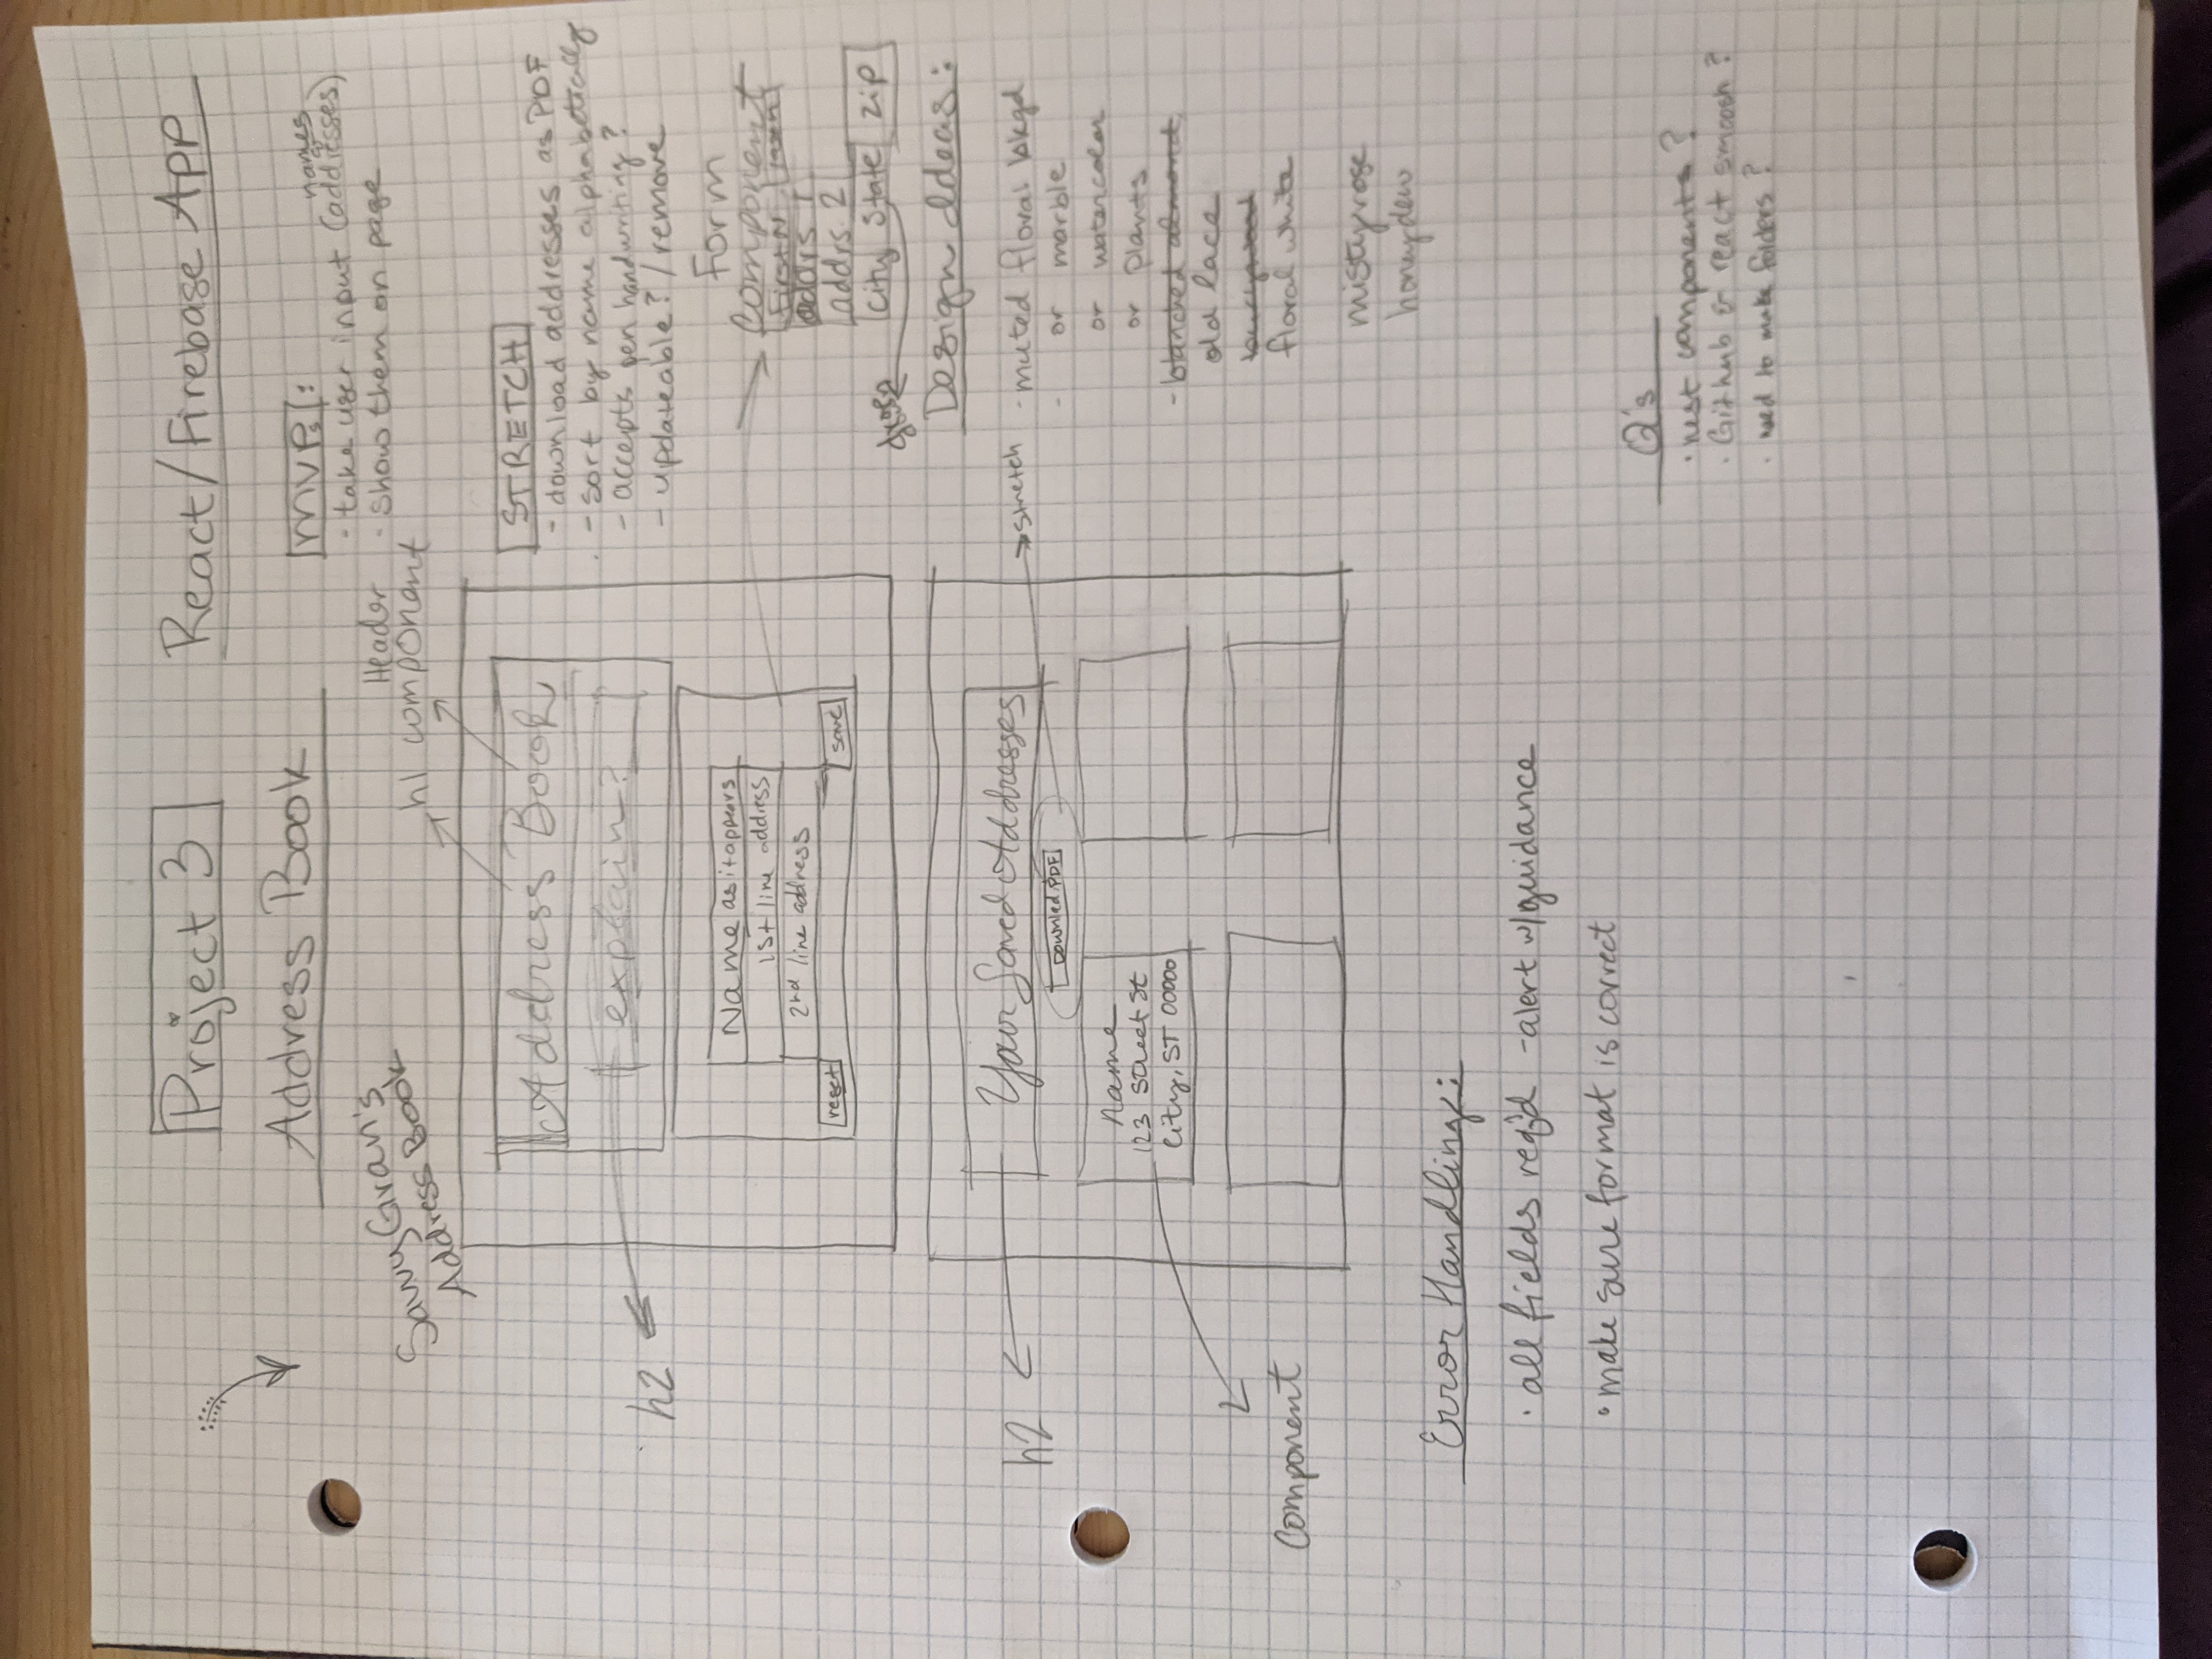 Project 3
React/Firebase App
Address Book
MVPs:
- take user input (names & addresses)
- show them on page
Savvy Gran's
Address Book
Header
h1 component
Address Book
explain?
h2
Name as it appears
1st line address
2nd line address
reset
save
STRETCH
- download addresses as PDF
- sort by name alphabetically
- accepts pen handwriting?
- updateable? / remove
Form
Component
First N
addrs 1
addrs 2
City State Zip
Design Ideas:
- muted floral bkgd
- or marble
or watercolor
or plants
- blanched almond
old lace
floral white
mistyrose
honeydew
h2
Your Saved Addresses
Downlad PDF
stretch
name
123 Street St
City, ST 00000
Component
Error Handling:
· all fields req'd - alert w/guidance
· make sure format is correct
Q's
· nest components?
· Github & react smoosh?
· need to make folders?